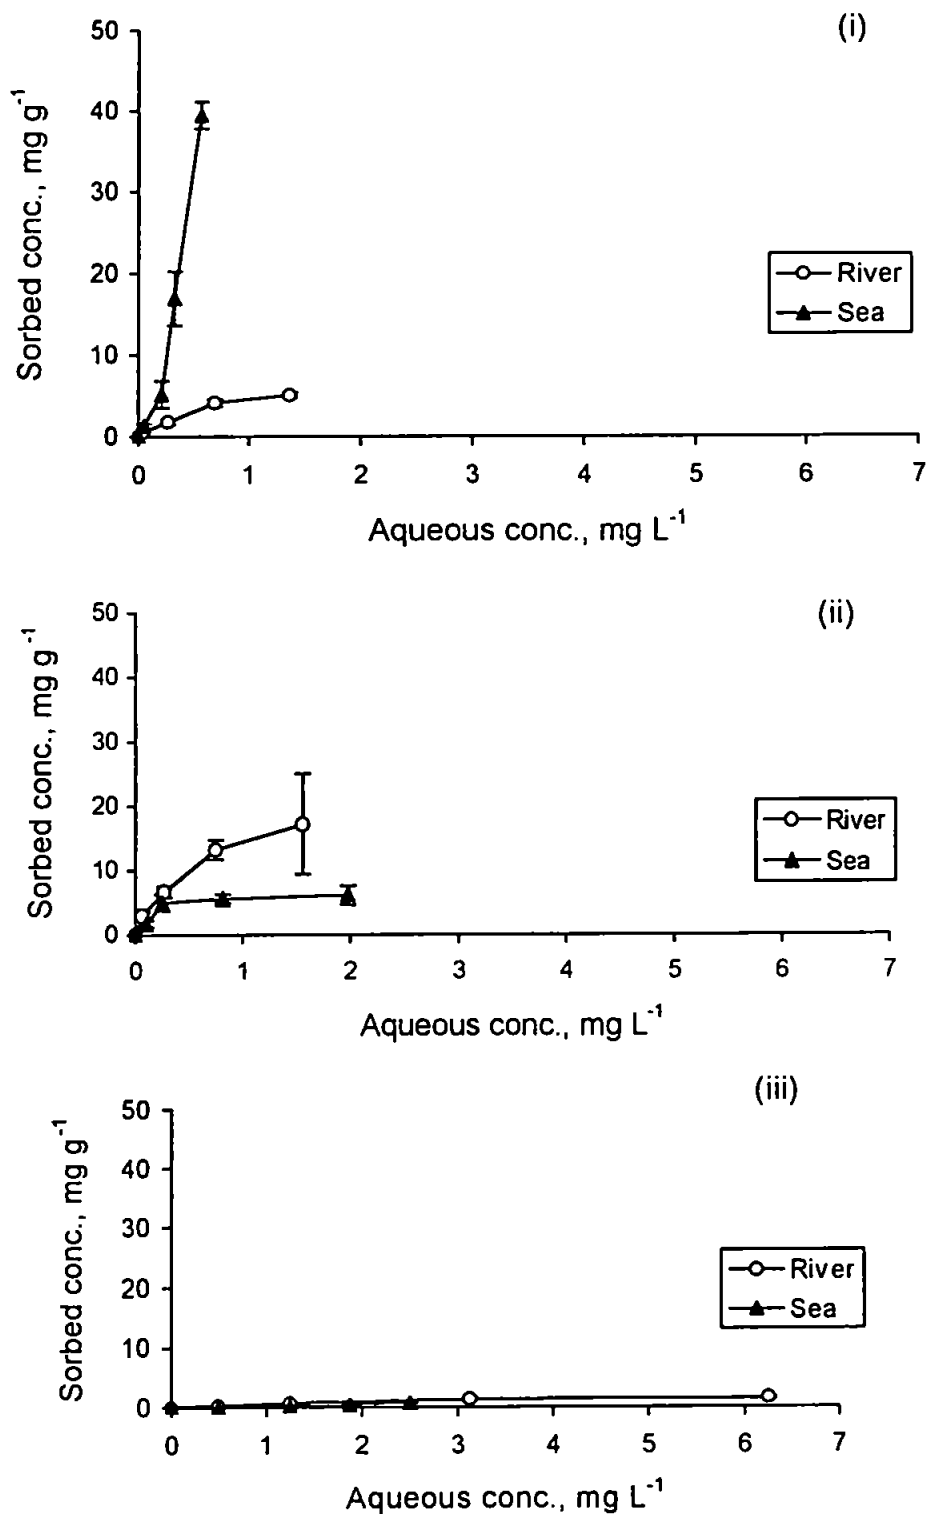 (i)
50
40
30
20
10
0
Sorbed conc., mg g⁻¹
River
Sea
0 1 2 3 4 5 6 7
Aqueous conc., mg L⁻¹
(ii)
50
40
30
20
10
0
Sorbed conc., mg g⁻¹
River
Sea
0 1 2 3 4 5 6 7
Aqueous conc., mg L⁻¹
(iii)
50
40
30
20
10
0
Sorbed conc., mg g⁻¹
River
Sea
0 1 2 3 4 5 6 7
Aqueous conc., mg L⁻¹